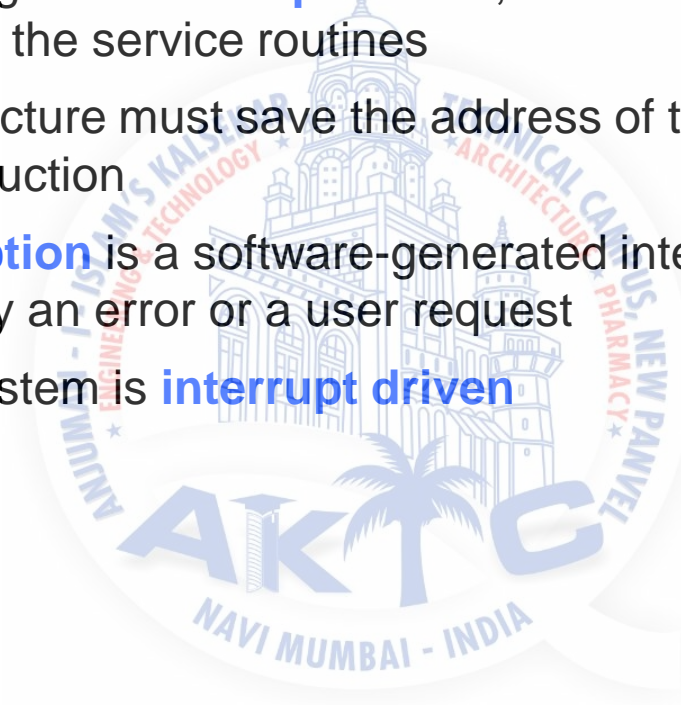 the service routines
cture must save the address of t
uction
tion is a software-generated inte
y an error or a user request
stem is interrupt driven
ANJUMAN - I - ISLAM'S KALSEKAR TECHNICAL CAMPUS, NEW PANVEL
ENGINEERING & TECHNOLOGY ★ ★ ARCHITECTURE ★ PHARMACY ★
AKTC
NAVI MUMBAI - INDIA